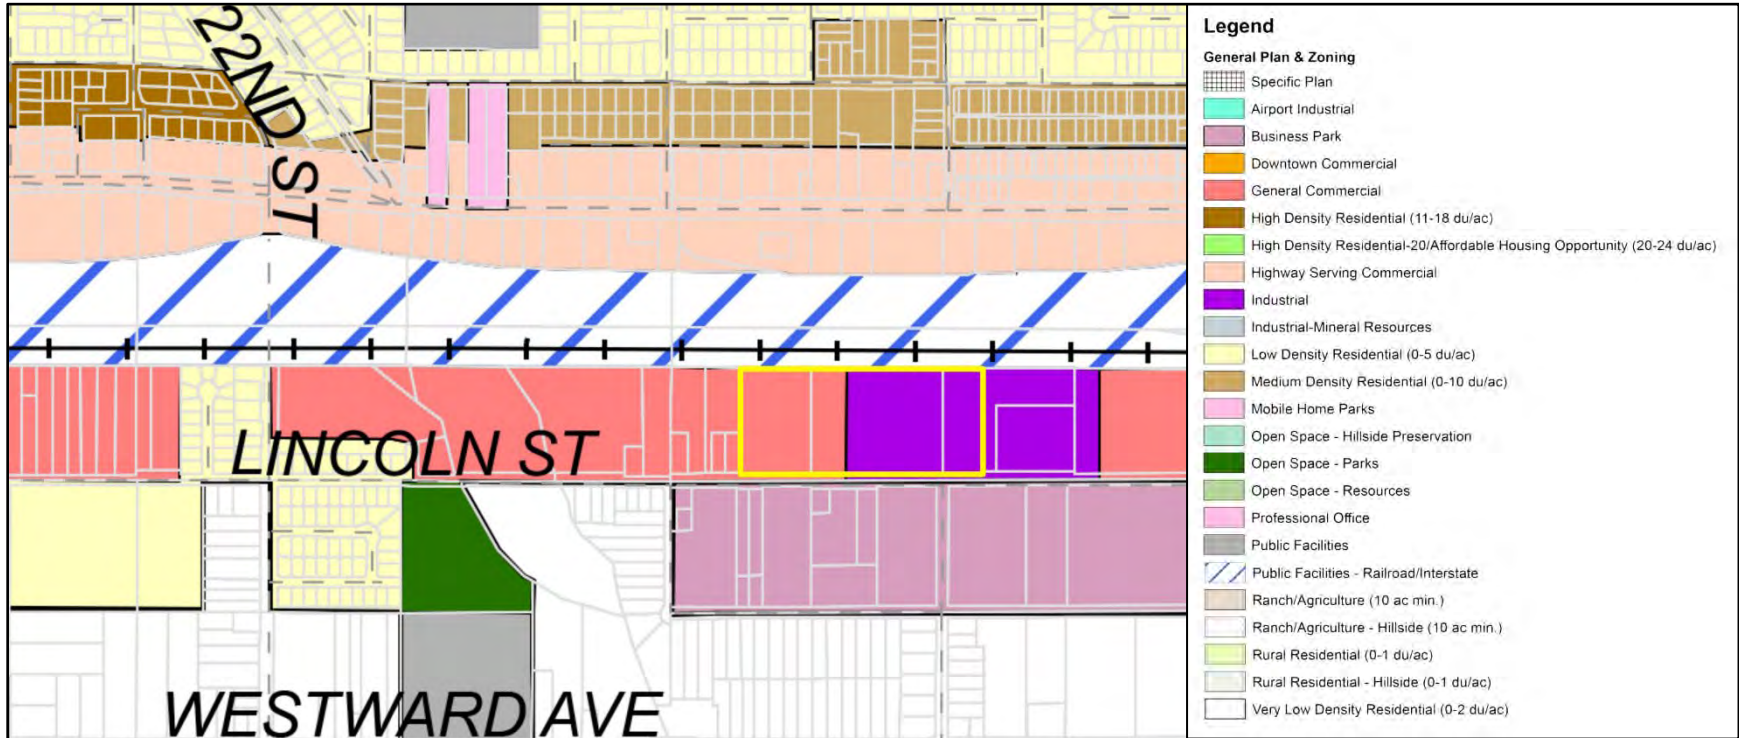 22ND ST
LINCOLN ST
WESTWARD AVE
Legend
General Plan & Zoning
Specific Plan
Airport Industrial
Business Park
Downtown Commercial
General Commercial
High Density Residential (11-18 du/ac)
High Density Residential-20/Affordable Housing Opportunity (20-24 du/ac)
Highway Serving Commercial
Industrial
Industrial-Mineral Resources
Low Density Residential (0-5 du/ac)
Medium Density Residential (0-10 du/ac)
Mobile Home Parks
Open Space - Hillside Preservation
Open Space - Parks
Open Space - Resources
Professional Office
Public Facilities
Public Facilities - Railroad/Interstate
Ranch/Agriculture (10 ac min.)
Ranch/Agriculture - Hillside (10 ac min.)
Rural Residential (0-1 du/ac)
Rural Residential - Hillside (0-1 du/ac)
Very Low Density Residential (0-2 du/ac)